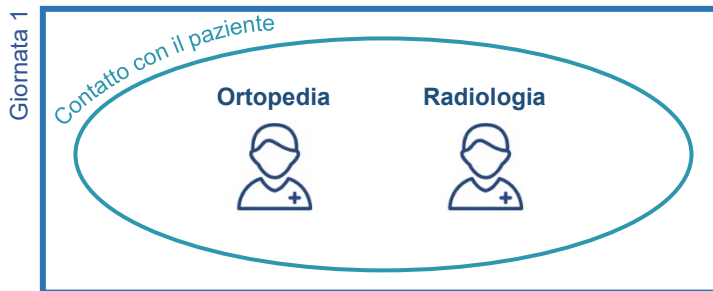 Giornata 1
Contatto con il paziente
Ortopedia
Radiologia